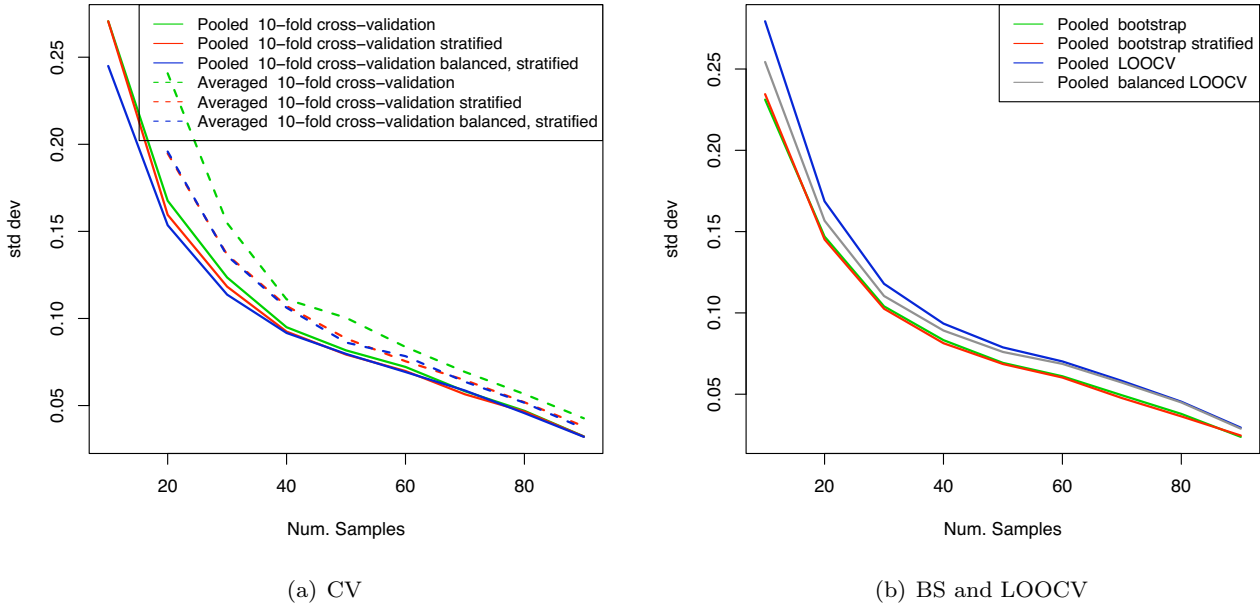 Pooled 10-fold cross-validation
Pooled 10-fold cross-validation stratified
Pooled 10-fold cross-validation balanced, stratified
Averaged 10-fold cross-validation
Averaged 10-fold cross-validation stratified
Averaged 10-fold cross-validation balanced, stratified
std dev
0.25
0.20
0.15
0.10
0.05
20 40 60 80
Num. Samples
(a) CV
Pooled bootstrap
Pooled bootstrap stratified
Pooled LOOCV
Pooled balanced LOOCV
std dev
0.25
0.20
0.15
0.10
0.05
20 40 60 80
Num. Samples
(b) BS and LOOCV